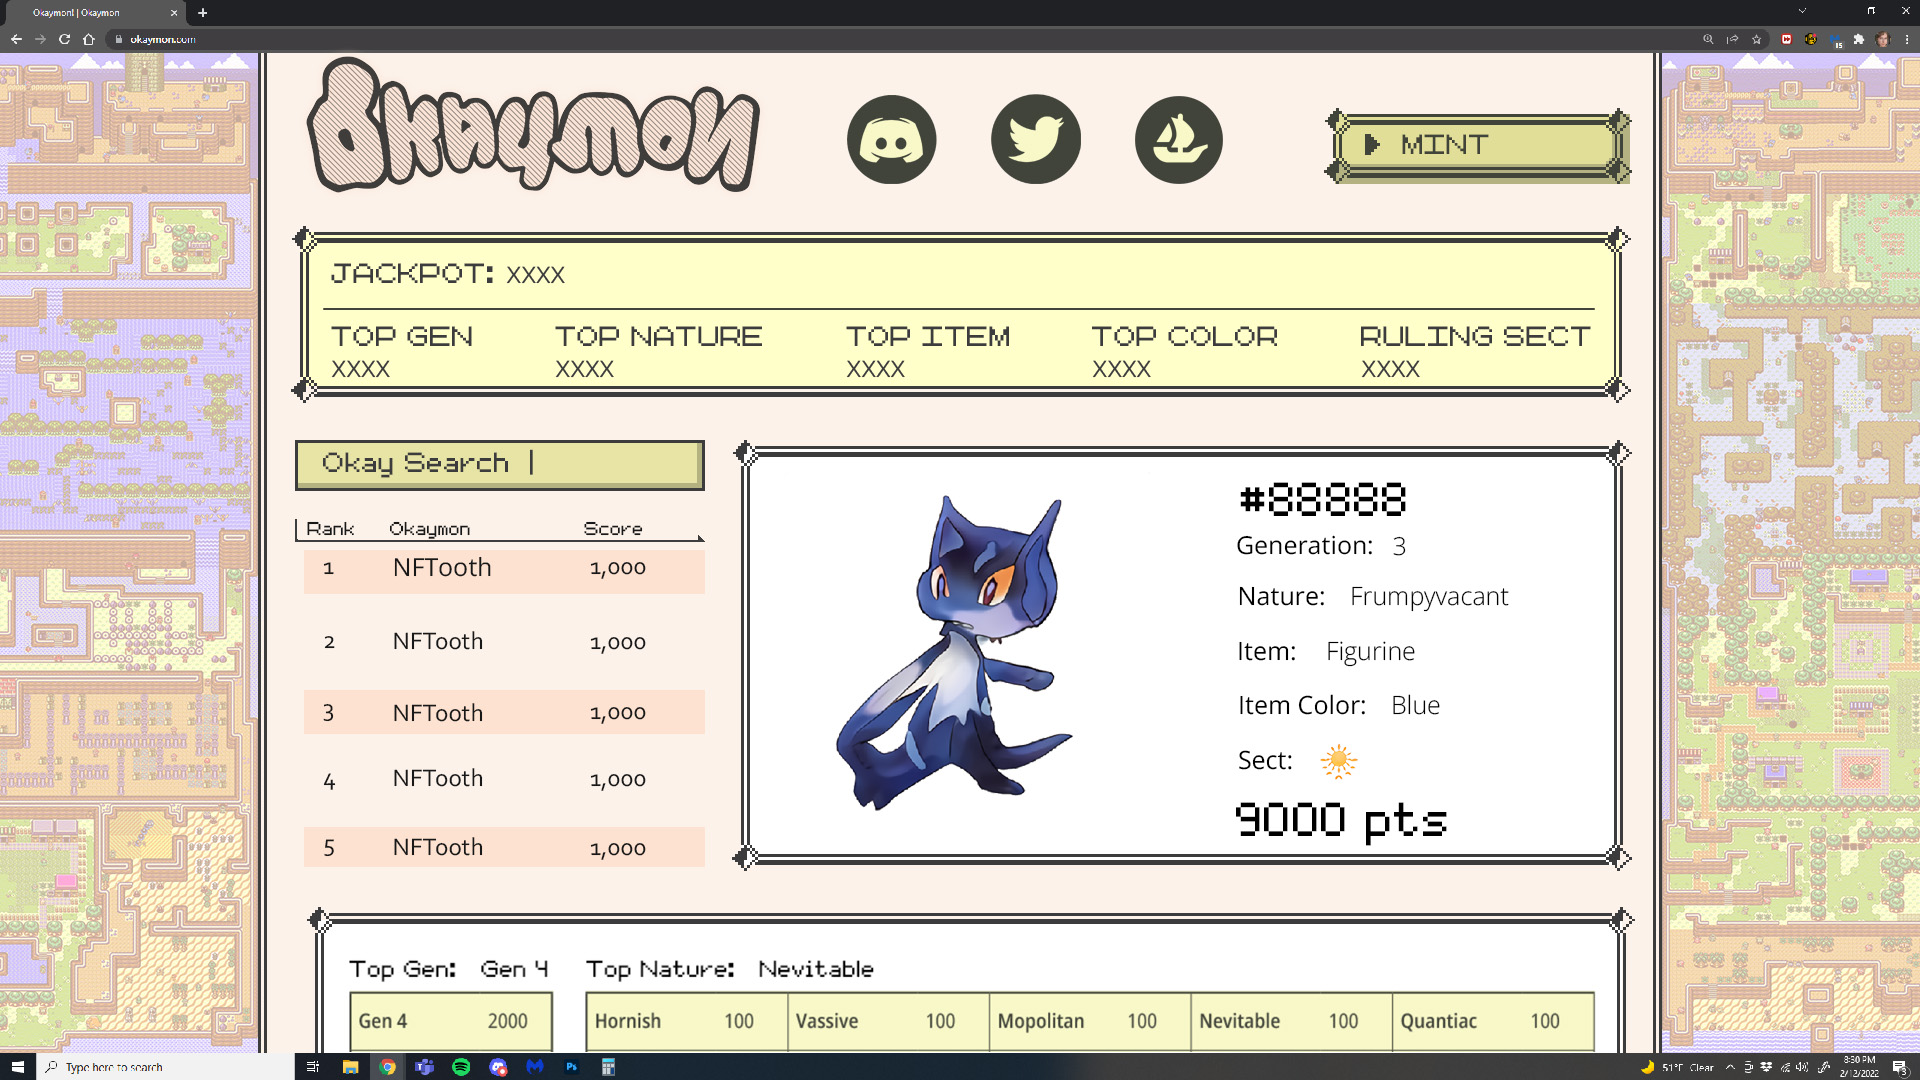 Okaymon! | Okaymon
okaymon.com
Okaymon
MINT
JACKPOT: XXXX
TOP GEN TOP NATURE TOP ITEM TOP COLOR RULING SECT
XXXX XXXX XXXX XXXX XXXX
Okay Search |
Rank Okaymon Score
1 NFTooth 1,000
2 NFTooth 1,000
3 NFTooth 1,000
4 NFTooth 1,000
5 NFTooth 1,000
#88888
Generation: 3
Nature: Frumpyvacant
Item: Figurine
Item Color: Blue
Sect:
9000 pts
Top Gen: Gen 4 Top Nature: Nevitable
Gen 4 2000 Hornish 100 Vassive 100 Mopolitan 100 Nevitable 100 Quantiac 100
Type here to search
51°F Clear
8:30 PM
2/12/2022